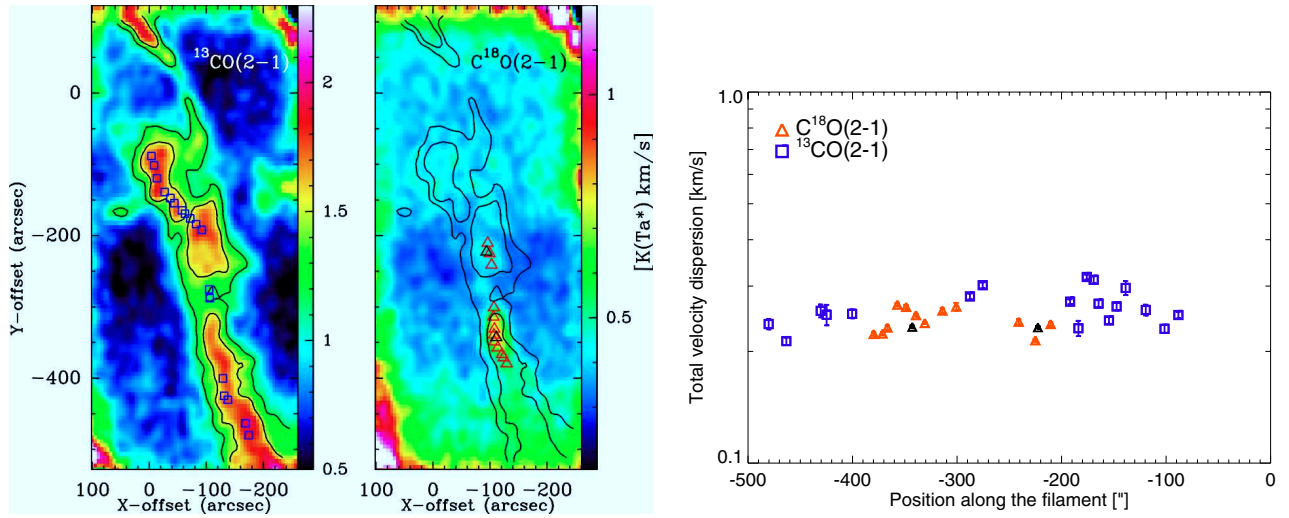 ¹³CO(2-1)
C¹⁸O(2-1)
0
-200
-400
Y-offset (arcsec)
100 0 -100 -200
X-offset (arcsec)
2
1.5
1
0.5
100 0 -100 -200
X-offset (arcsec)
1
0.5
[K(Ta*) km/s]
1.0
0.1
Total velocity dispersion [km/s]
C¹⁸O(2-1)
¹³CO(2-1)
-500 -400 -300 -200 -100 0
Position along the filament ["]